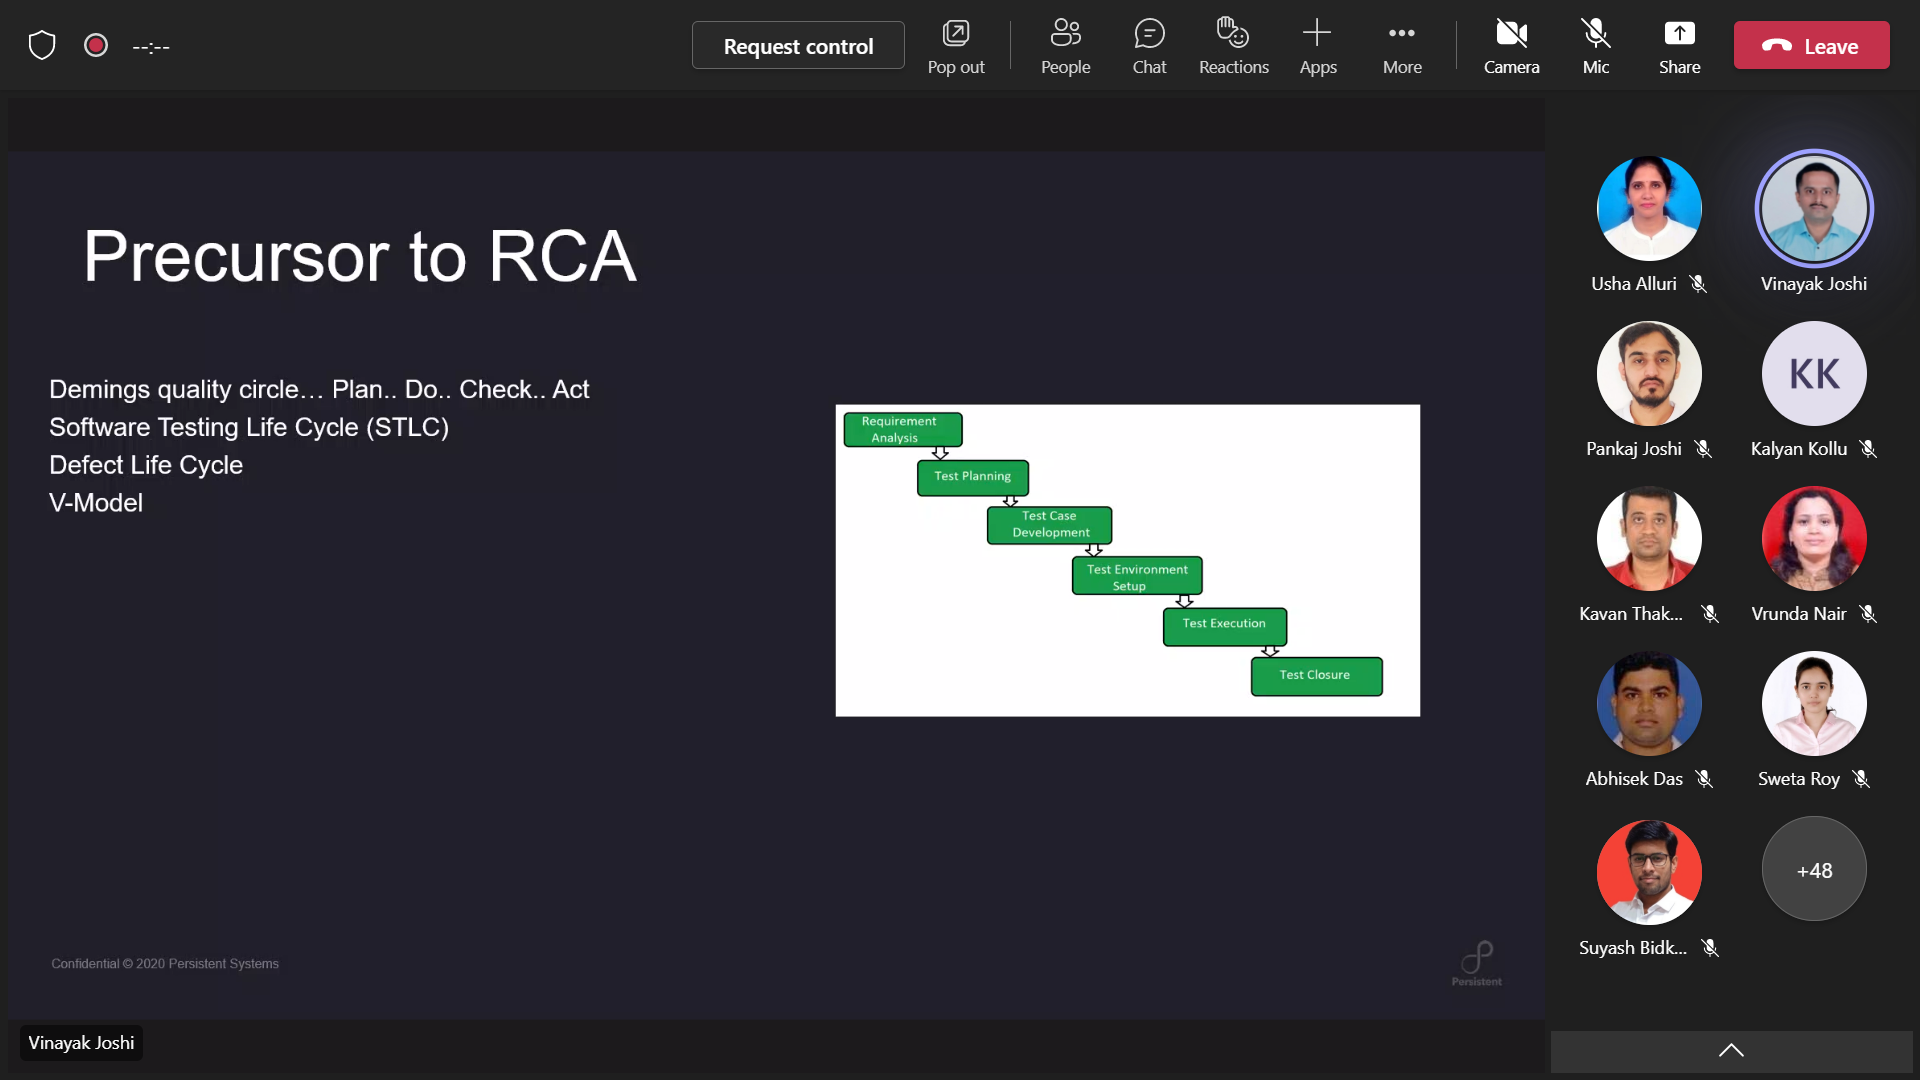 --:--
Request control
Pop out
People
Chat
Reactions
Apps
More
Camera
Mic
Share
Leave
Precursor to RCA
Demings quality circle… Plan.. Do.. Check.. Act
Software Testing Life Cycle (STLC)
Defect Life Cycle
V-Model
Requirement
Analysis
Test Planning
Test Case
Development
Test Environment
Setup
Test Execution
Test Closure
Confidential © 2020 Persistent Systems
Persistent
Vinayak Joshi
Usha Alluri
Vinayak Joshi
Pankaj Joshi
KK
Kalyan Kollu
Kavan Thak...
Vrunda Nair
Abhisek Das
Sweta Roy
Suyash Bidk...
+48